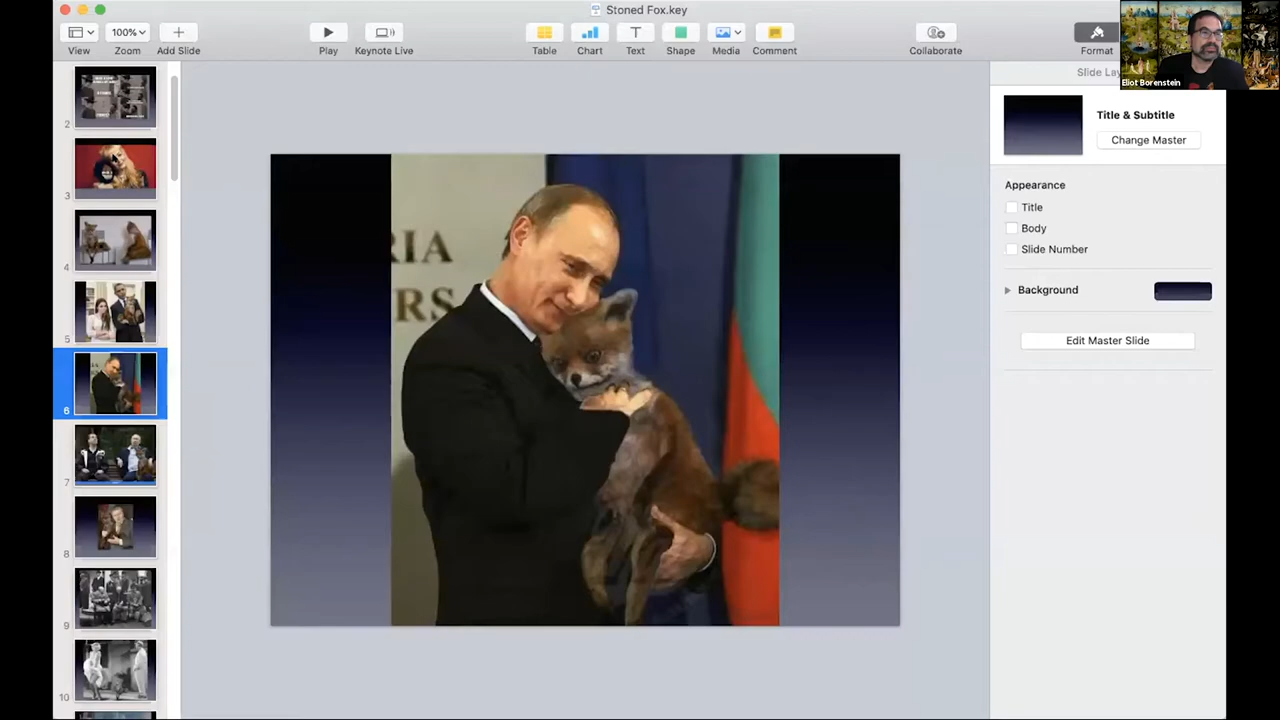 Stoned Fox.key
View
100%
Zoom
Add Slide
Play
Keynote Live
Table
Chart
Text
Shape
Media
Comment
Collaborate
Format
Eliot Borenstein
Slide Lay
Title & Subtitle
Change Master
Appearance
Title
Body
Slide Number
Background
Edit Master Slide
RIA
RS
2
3
4
5
6
7
8
9
10